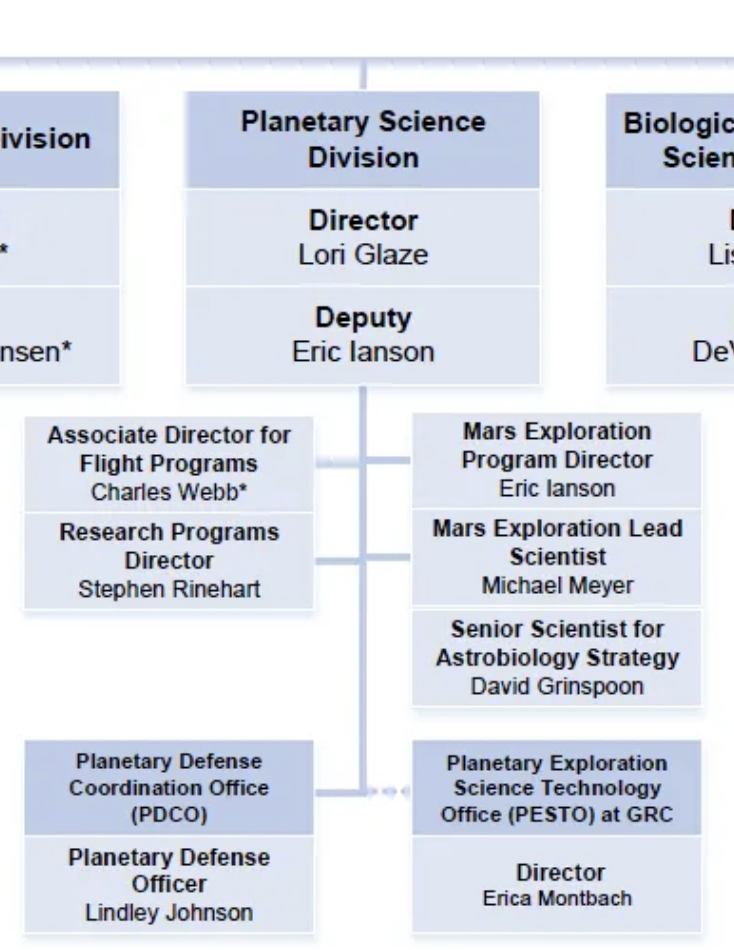 ivision
*
nsen*
Planetary Science
Division
Director
Lori Glaze
Deputy
Eric Ianson
Biologic
Scien
Lis
De
Associate Director for
Flight Programs
Charles Webb*
Research Programs
Director
Stephen Rinehart
Mars Exploration
Program Director
Eric Ianson
Mars Exploration Lead
Scientist
Michael Meyer
Senior Scientist for
Astrobiology Strategy
David Grinspoon
Planetary Defense
Coordination Office
(PDCO)
Planetary Defense
Officer
Lindley Johnson
Planetary Exploration
Science Technology
Office (PESTO) at GRC
Director
Erica Montbach